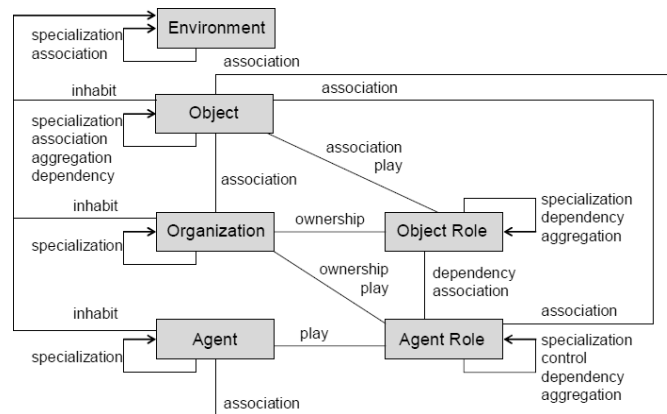 Environment
specialization
association
association
inhabit
association
Object
specialization
association
aggregation
dependency
association
play
association
inhabit
Organization
specialization
ownership
Object Role
specialization
dependency
aggregation
ownership
play
dependency
association
inhabit
association
Agent
specialization
play
Agent Role
specialization
control
dependency
aggregation
association